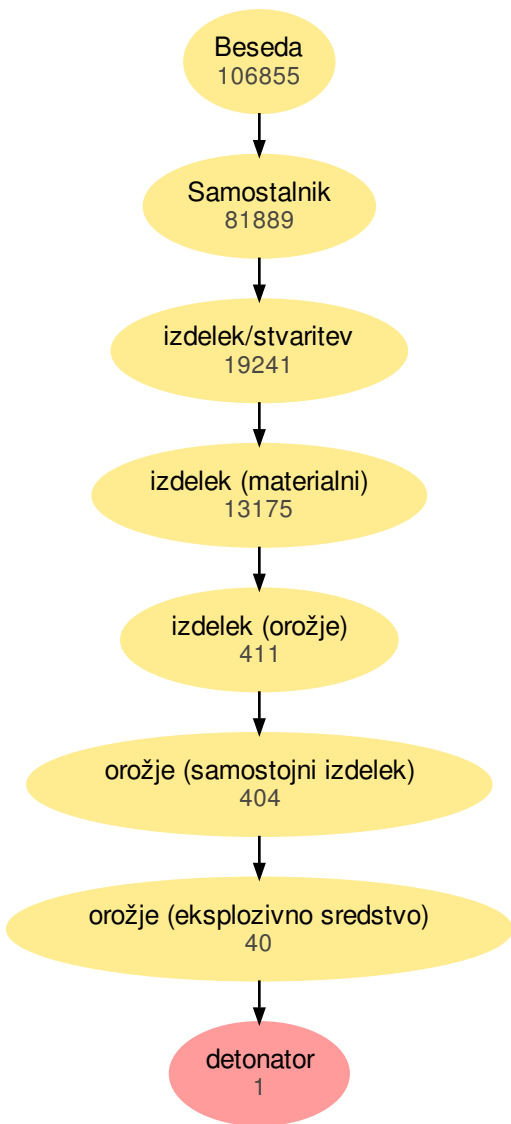 Beseda
106855
Samostalnik
81889
izdelek/stvaritev
19241
izdelek (materialni)
13175
izdelek (orožje)
411
orožje (samostojni izdelek)
404
orožje (eksplozivno sredstvo)
40
detonator
1